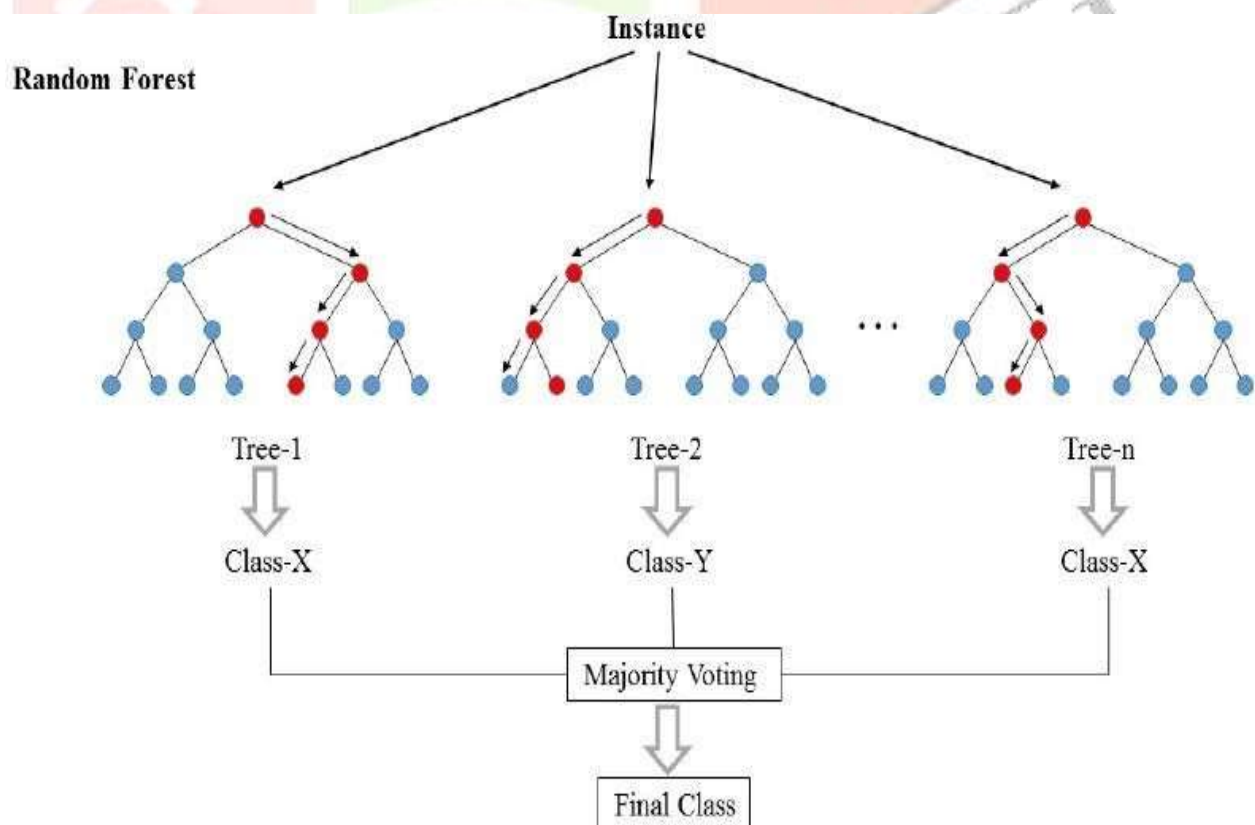 Instance
Random Forest
...
Tree-1 Tree-2 Tree-n
Class-X Class-Y Class-X
Majority Voting
Final Class